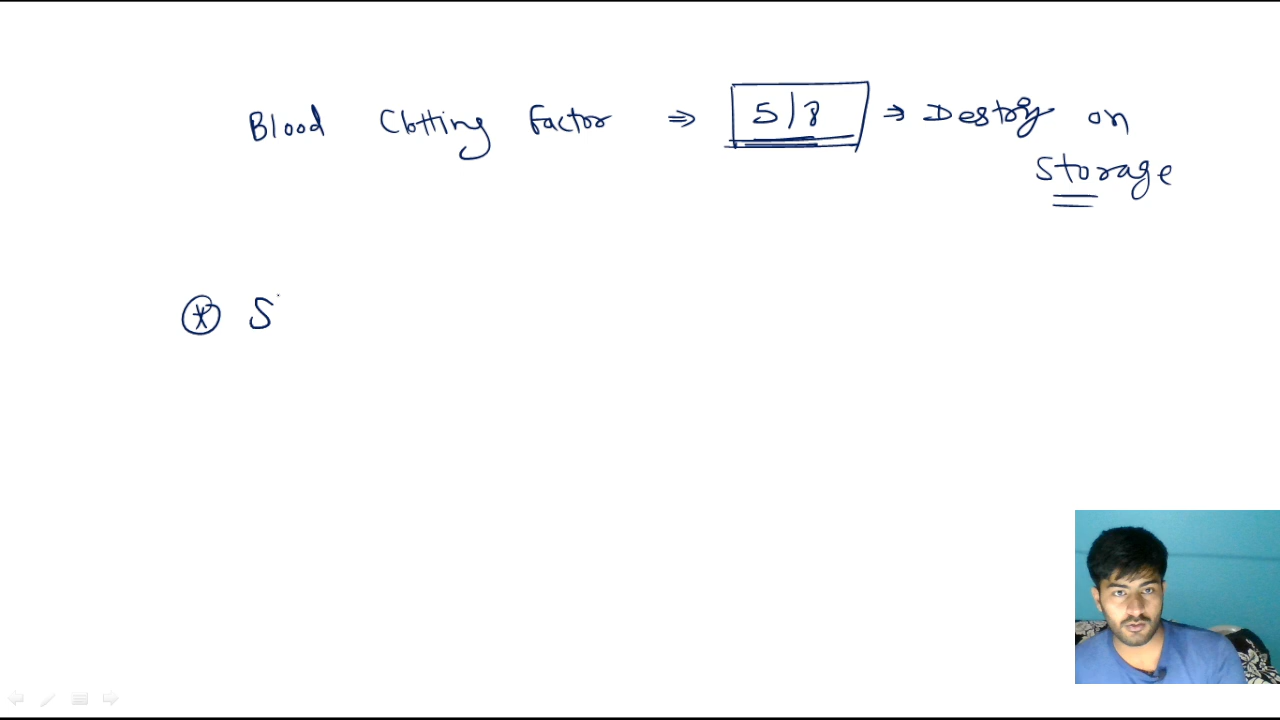 Blood Clotting Factor ⇒ 5/8 ⇒ Destroy on
Storage
* S